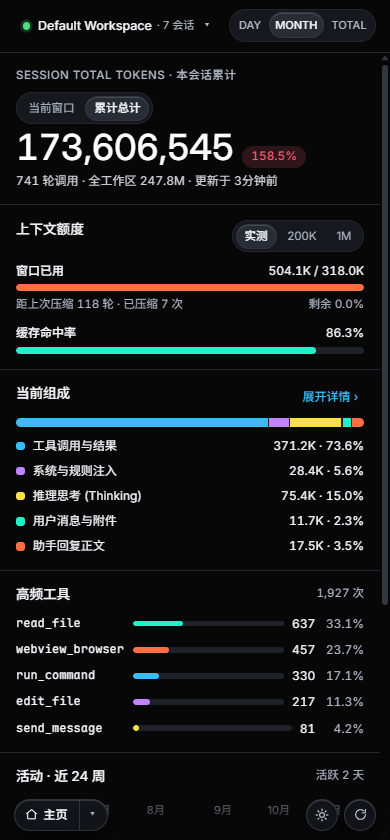 Default Workspace · 7 会话
DAY MONTH TOTAL
SESSION TOTAL TOKENS · 本会话累计
当前窗口 累计总计
173,606,545 158.5%
741 轮调用 · 全工作区 247.8M · 更新于 3分钟前
上下文额度 实测 200K 1M
窗口已用 504.1K / 318.0K
距上次压缩 118 轮 · 已压缩 7 次 剩余 0.0%
缓存命中率 86.3%
当前组成 展开详情 ›
工具调用与结果 371.2K · 73.6%
系统与规则注入 28.4K · 5.6%
推理思考 (Thinking) 75.4K · 15.0%
用户消息与附件 11.7K · 2.3%
助手回复正文 17.5K · 3.5%
高频工具 1,927 次
read_file 637 33.1%
webview_browser 457 23.7%
run_command 330 17.1%
edit_file 217 11.3%
send_message 81 4.2%
活动 · 近 24 周 活跃 2 天
主页 8月 9月 10月